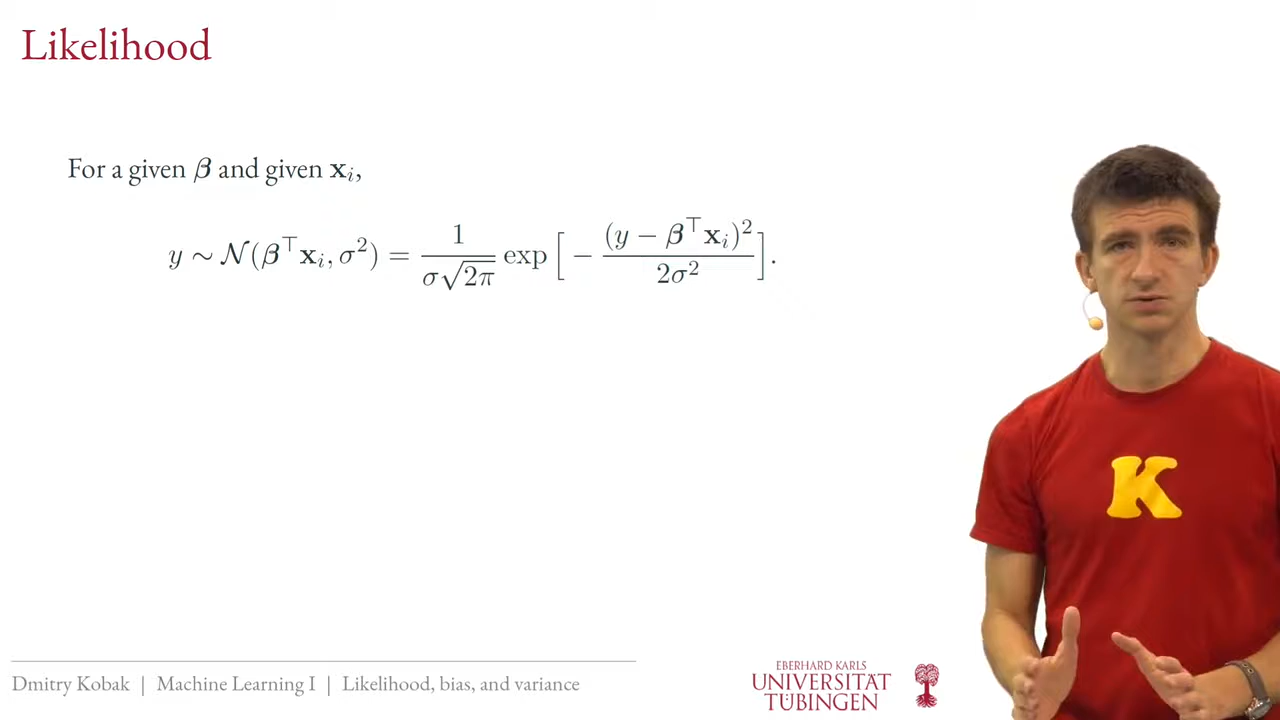 Likelihood
For a given β and given xᵢ,
y ∼ 𝒩(β⊤xᵢ, σ²) = 1/(σ√2π) exp[ − (y − β⊤xᵢ)²/(2σ²) ].
K
Dmitry Kobak | Machine Learning I | Likelihood, bias, and variance
EBERHARD KARLS
UNIVERSITÄT
TÜBINGEN